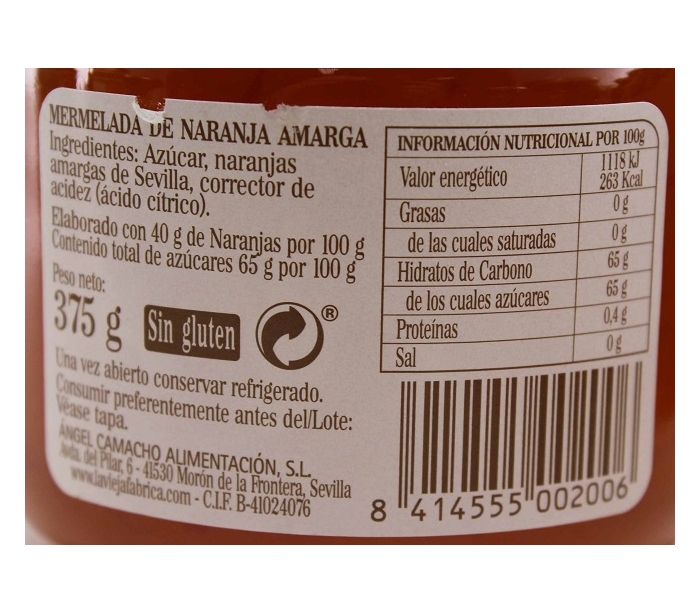 MERMELADA DE NARANJA AMARGA
Ingredientes: Azúcar, naranjas
amargas de Sevilla, corrector de
acidez (ácido cítrico).
Elaborado con 40 g de Naranjas por 100 g
Contenido total de azúcares 65 g por 100 g
Peso neto:
375 g
Sin gluten
®
Una vez abierto conservar refrigerado.
Consumir preferentemente antes del/Lote:
Véase tapa.
ÁNGEL CAMACHO ALIMENTACIÓN, S.L.
Avda. del Pilar, 6 - 41530 Morón de la Frontera, Sevilla
www.laviejafabrica.com - C.I.F. B-41024076
INFORMACIÓN NUTRICIONAL POR 100g
Valor energético 1118 kJ
263 Kcal
Grasas 0 g
de las cuales saturadas 0 g
Hidratos de Carbono 65 g
de los cuales azúcares 65 g
Proteínas 0,4 g
Sal 0 g
8 414555 002006